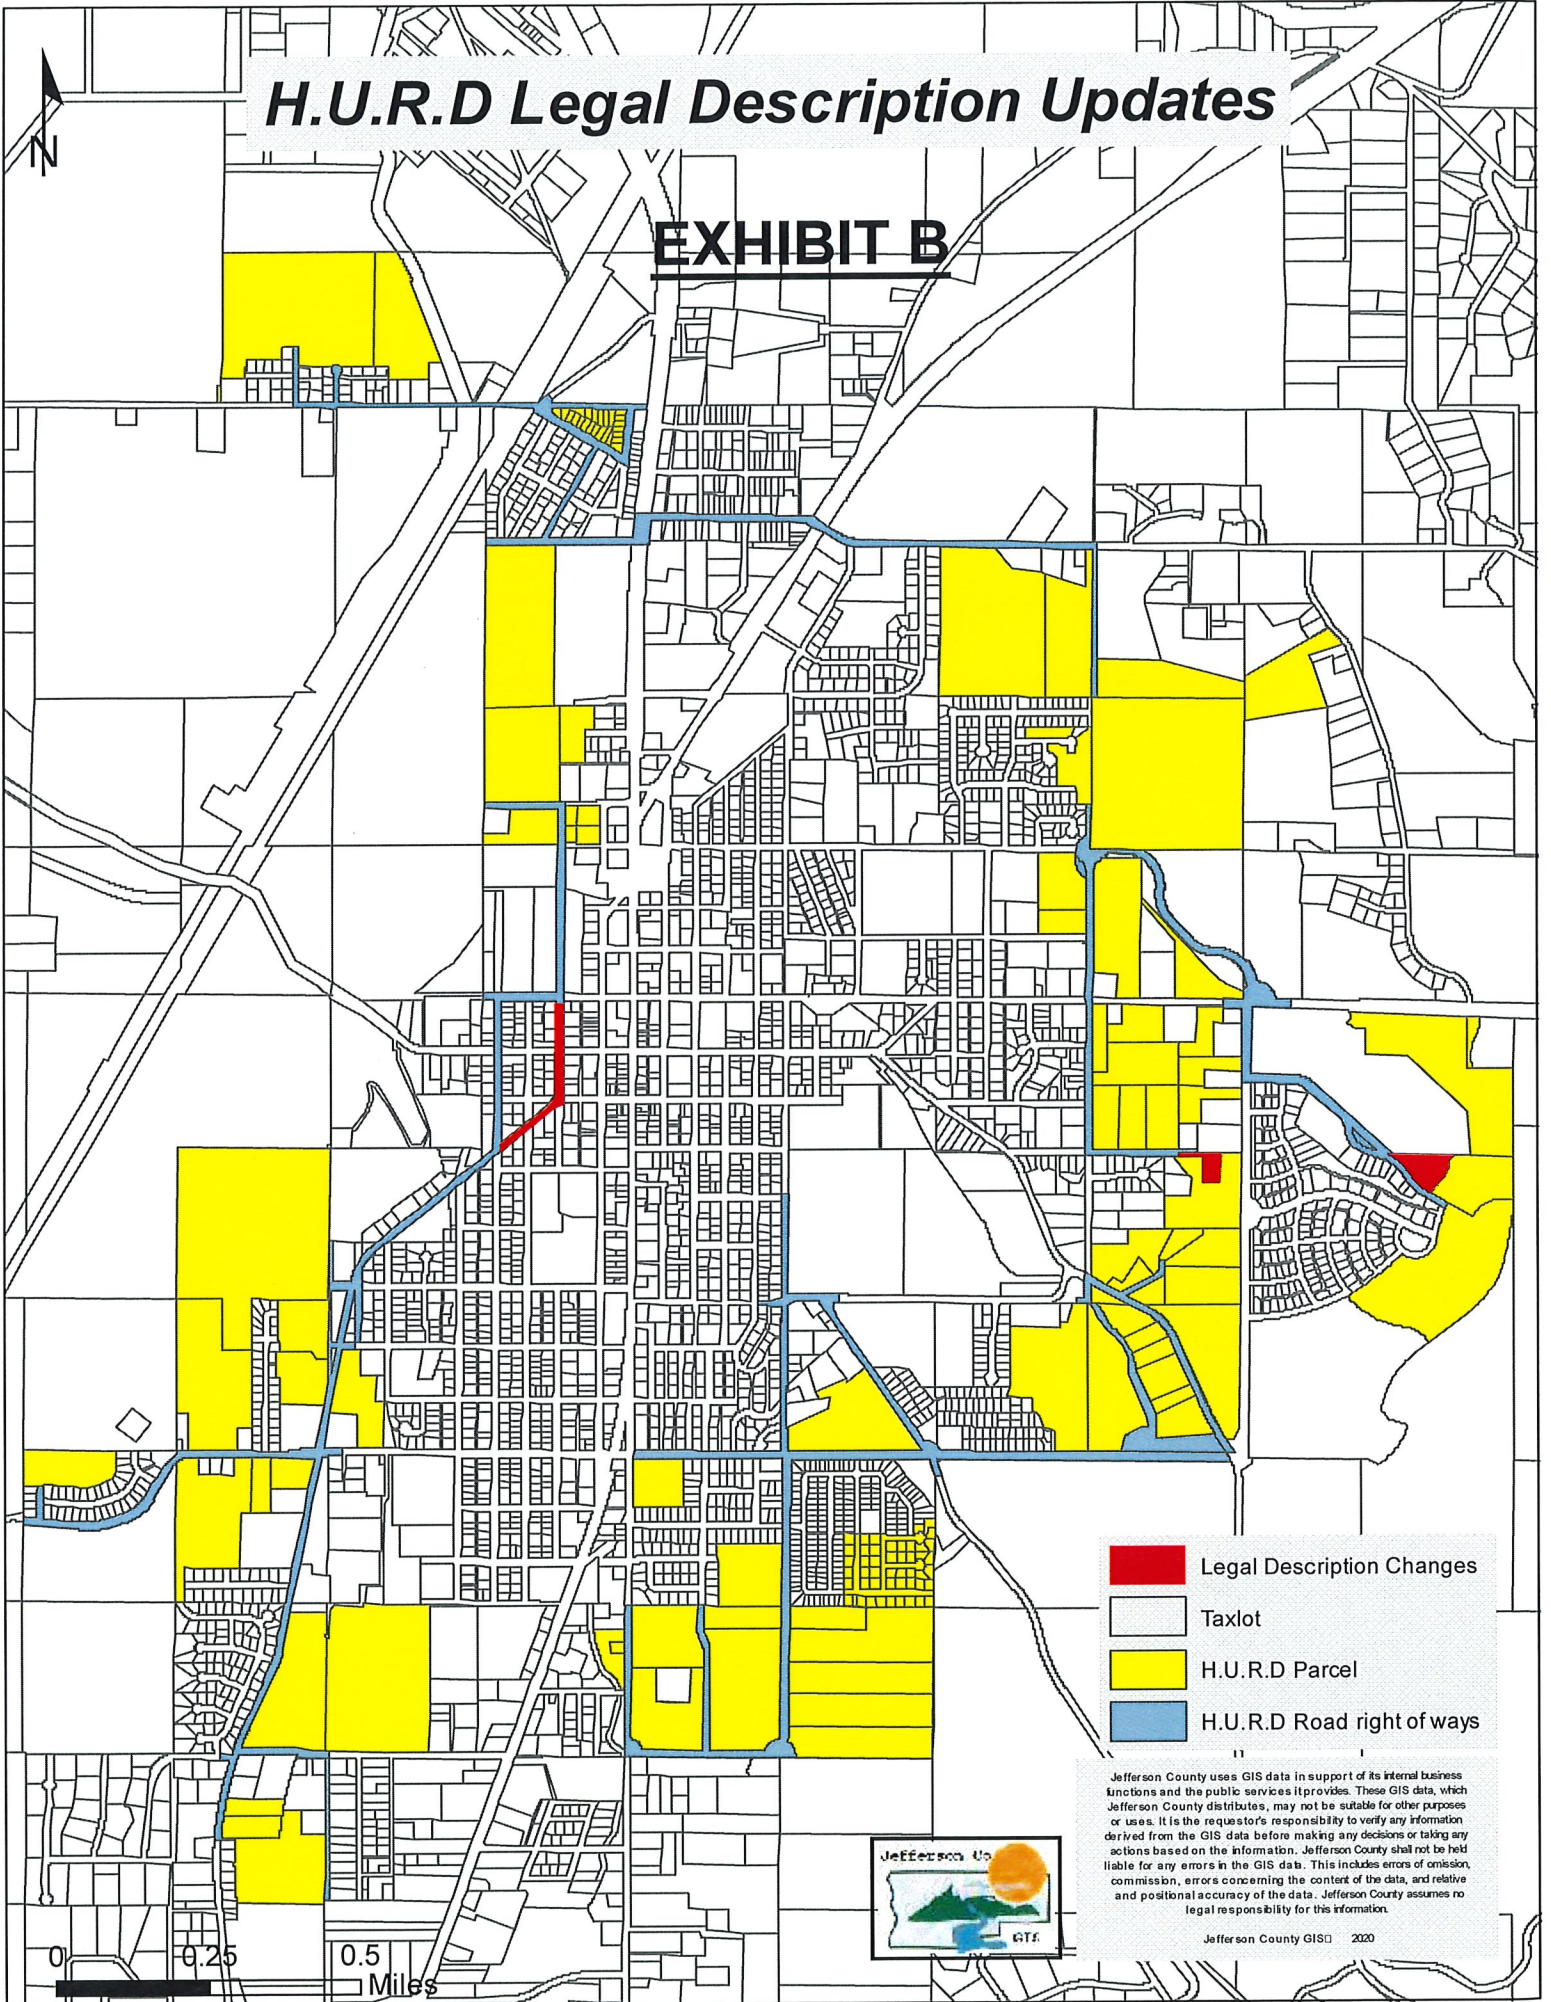 H.U.R.D Legal Description Updates
N
EXHIBIT B
Legal Description Changes
Taxlot
H.U.R.D Parcel
H.U.R.D Road right of ways
Jefferson County uses GIS data in support of its internal business
functions and the public services it provides. These GIS data, which
Jefferson County distributes, may not be suitable for other purposes
or uses. It is the requestor's responsibility to verify any information
derived from the GIS data before making any decisions or taking any
actions based on the information. Jefferson County shall not be held
liable for any errors in the GIS data. This includes errors of omission,
commission, errors concerning the content of the data, and relative
and positional accuracy of the data. Jefferson County assumes no
legal responsibility for this information.
Jefferson County GIS□ 2020
Jefferson Co.
GIS
0 0.25 0.5
Miles